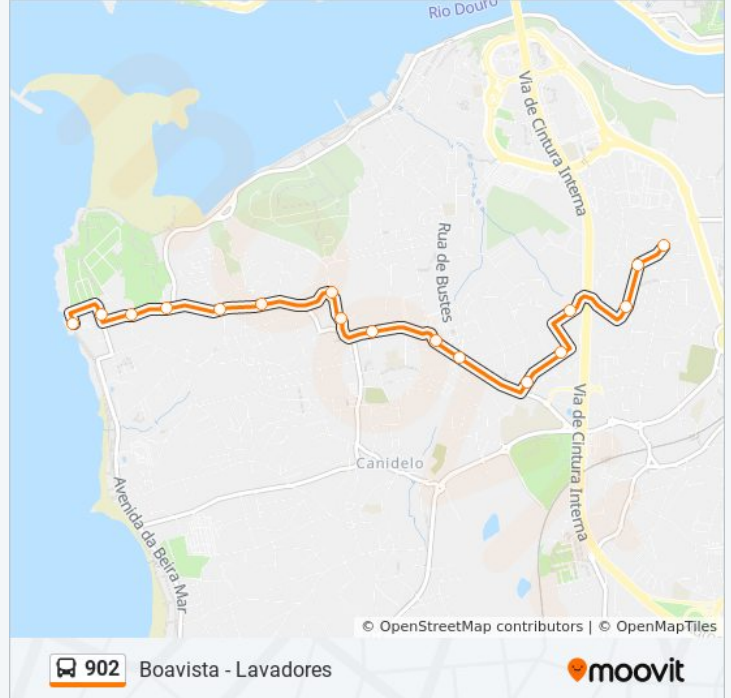 Rio Douro
Via de Cintura Interna
Rua de Bustes
Canidelo
Via de Cintura Interna
Avenida da Beira Mar
© OpenStreetMap contributors | © OpenMapTiles
902 Boavista - Lavadores
moovit